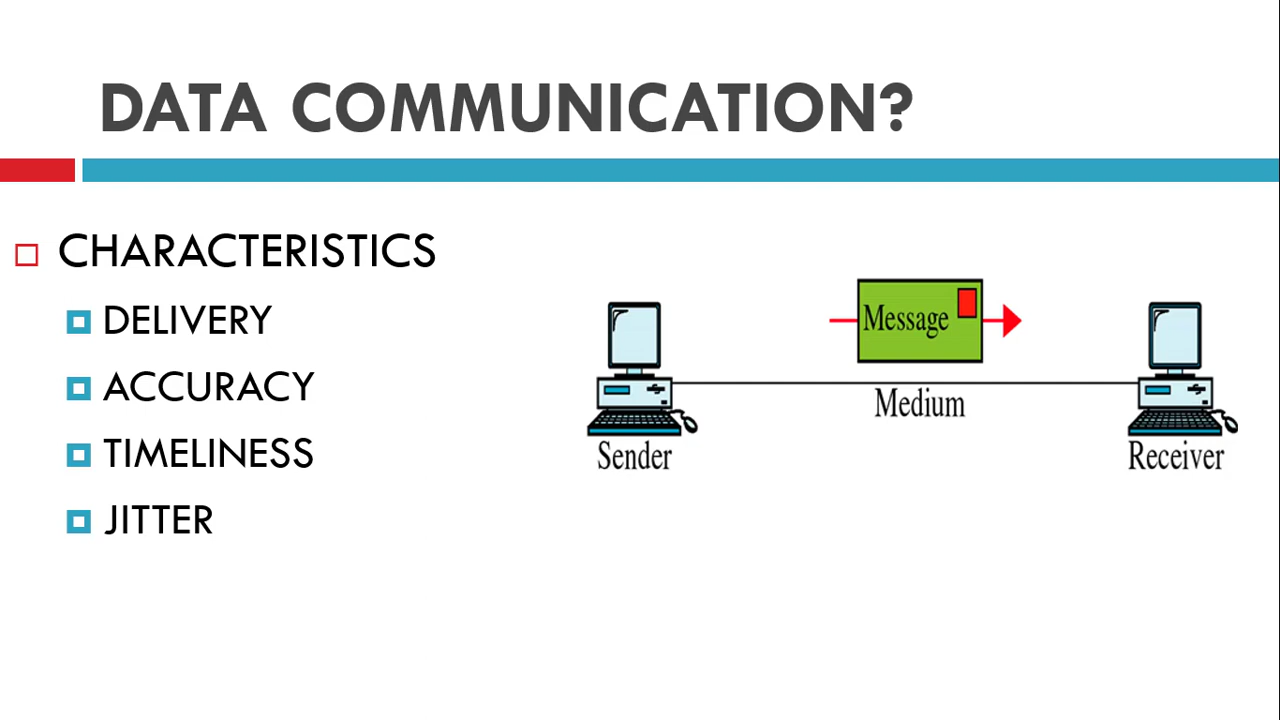 DATA COMMUNICATION?
CHARACTERISTICS
DELIVERY
ACCURACY
TIMELINESS
JITTER
Message
Medium
Sender
Receiver